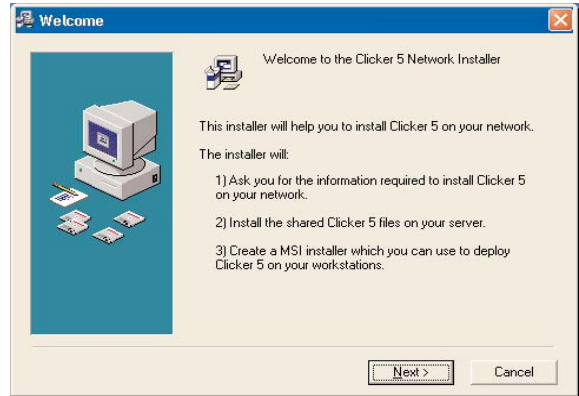 Welcome
Welcome to the Clicker 5 Network Installer
This installer will help you to install Clicker 5 on your network.
The installer will:
1) Ask you for the information required to install Clicker 5
on your network.
2) Install the shared Clicker 5 files on your server.
3) Create a MSI installer which you can use to deploy
Clicker 5 on your workstations.
Next >
Cancel